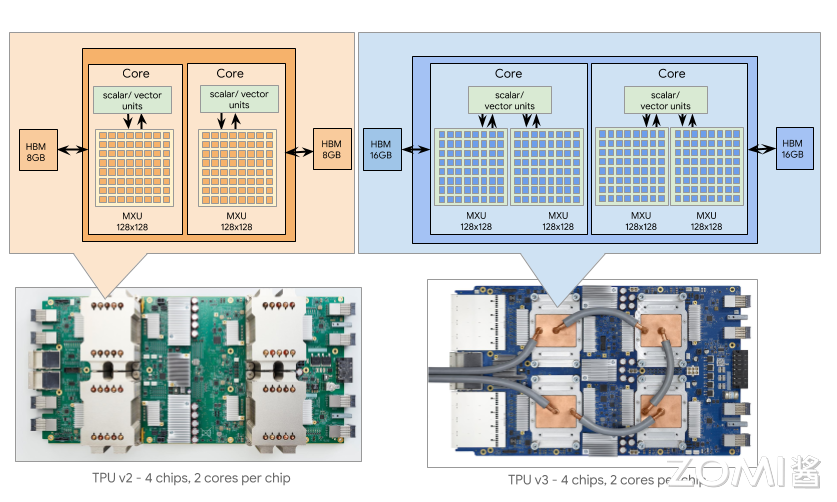 Core
Core
scalar/ vector
units
scalar/ vector
units
HBM
8GB
HBM
8GB
MXU
128x128
MXU
128x128
Core
Core
scalar/
vector units
scalar/
vector units
HBM
16GB
HBM
16GB
MXU
128x128
MXU
128x128
MXU
128x128
MXU
128x128
TPU v2 - 4 chips, 2 cores per chip
TPU v3 - 4 chips, 2 cores per chip
ZOMI酱